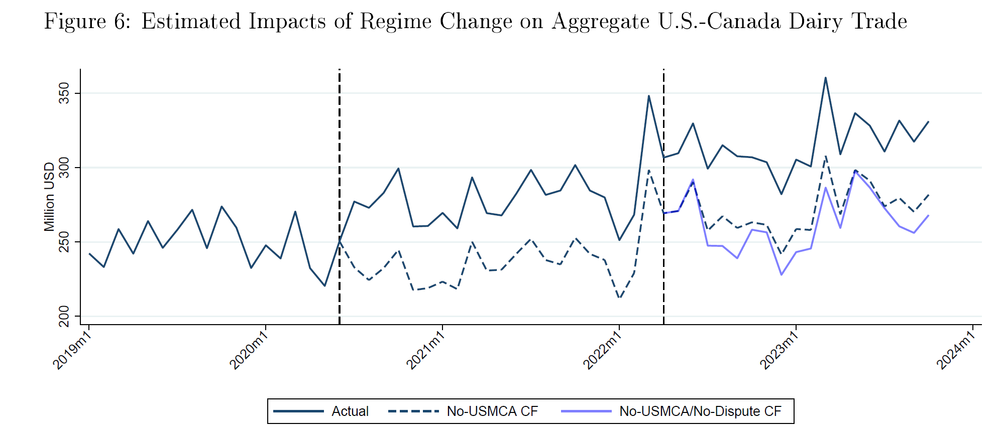 Figure 6: Estimated Impacts of Regime Change on Aggregate U.S.-Canada Dairy Trade
Million USD
350
300
250
200
2019m1
2020m1
2021m1
2022m1
2023m1
2024m1
Actual
No-USMCA CF
No-USMCA/No-Dispute CF